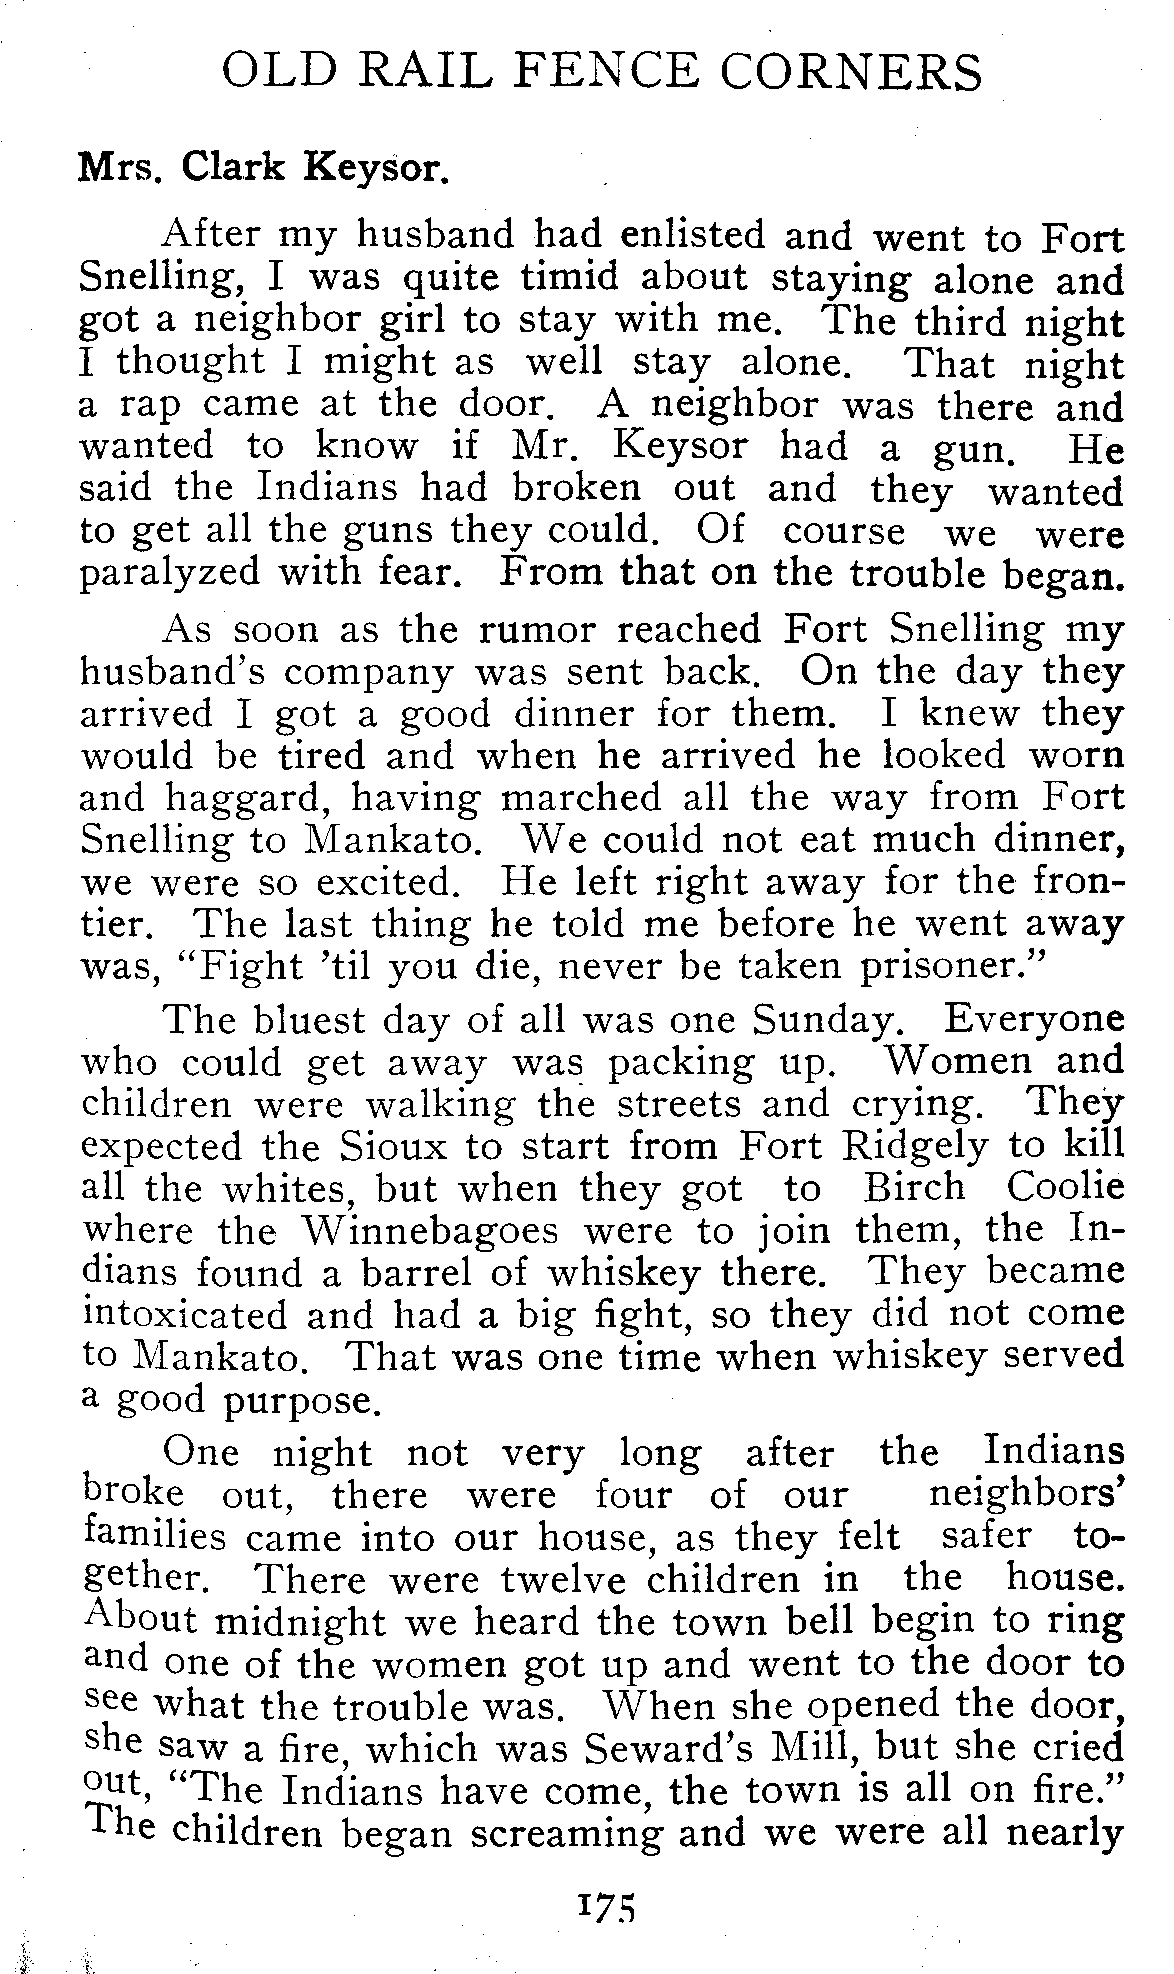 OLD RAIL FENCE CORNERS
Mrs. Clark Keysor.
After my husband had enlisted and went to Fort
Snelling, I was quite timid about staying alone and
got a neighbor girl to stay with me. The third night
I thought I might as well stay alone. That night
a rap came at the door. A neighbor was there and
wanted to know if Mr. Keysor had a gun. He
said the Indians had broken out and they wanted
to get all the guns they could. Of course we were
paralyzed with fear. From that on the trouble began.
As soon as the rumor reached Fort Snelling my
husband's company was sent back. On the day they
arrived I got a good dinner for them. I knew they
would be tired and when he arrived he looked worn
and haggard, having marched all the way from Fort
Snelling to Mankato. We could not eat much dinner,
we were so excited. He left right away for the fron-
tier. The last thing he told me before he went away
was, "Fight 'til you die, never be taken prisoner."
The bluest day of all was one Sunday. Everyone
who could get away was packing up. Women and
children were walking the streets and crying. They
expected the Sioux to start from Fort Ridgely to kill
all the whites, but when they got to Birch Coolie
where the Winnebagoes were to join them, the In-
dians found a barrel of whiskey there. They became
intoxicated and had a big fight, so they did not come
to Mankato. That was one time when whiskey served
a good purpose.
One night not very long after the Indians
broke out, there were four of our neighbors'
families came into our house, as they felt safer to-
gether. There were twelve children in the house.
About midnight we heard the town bell begin to ring
and one of the women got up and went to the door to
see what the trouble was. When she opened the door,
she saw a fire, which was Seward's Mill, but she cried
out, "The Indians have come, the town is all on fire."
The children began screaming and we were all nearly
175